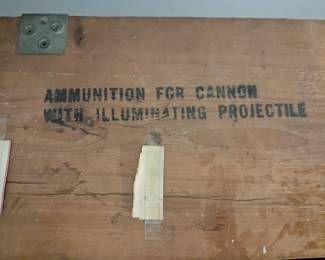 AMMUNITION FOR CANNON
WITH ILLUMINATING PROJECTILE